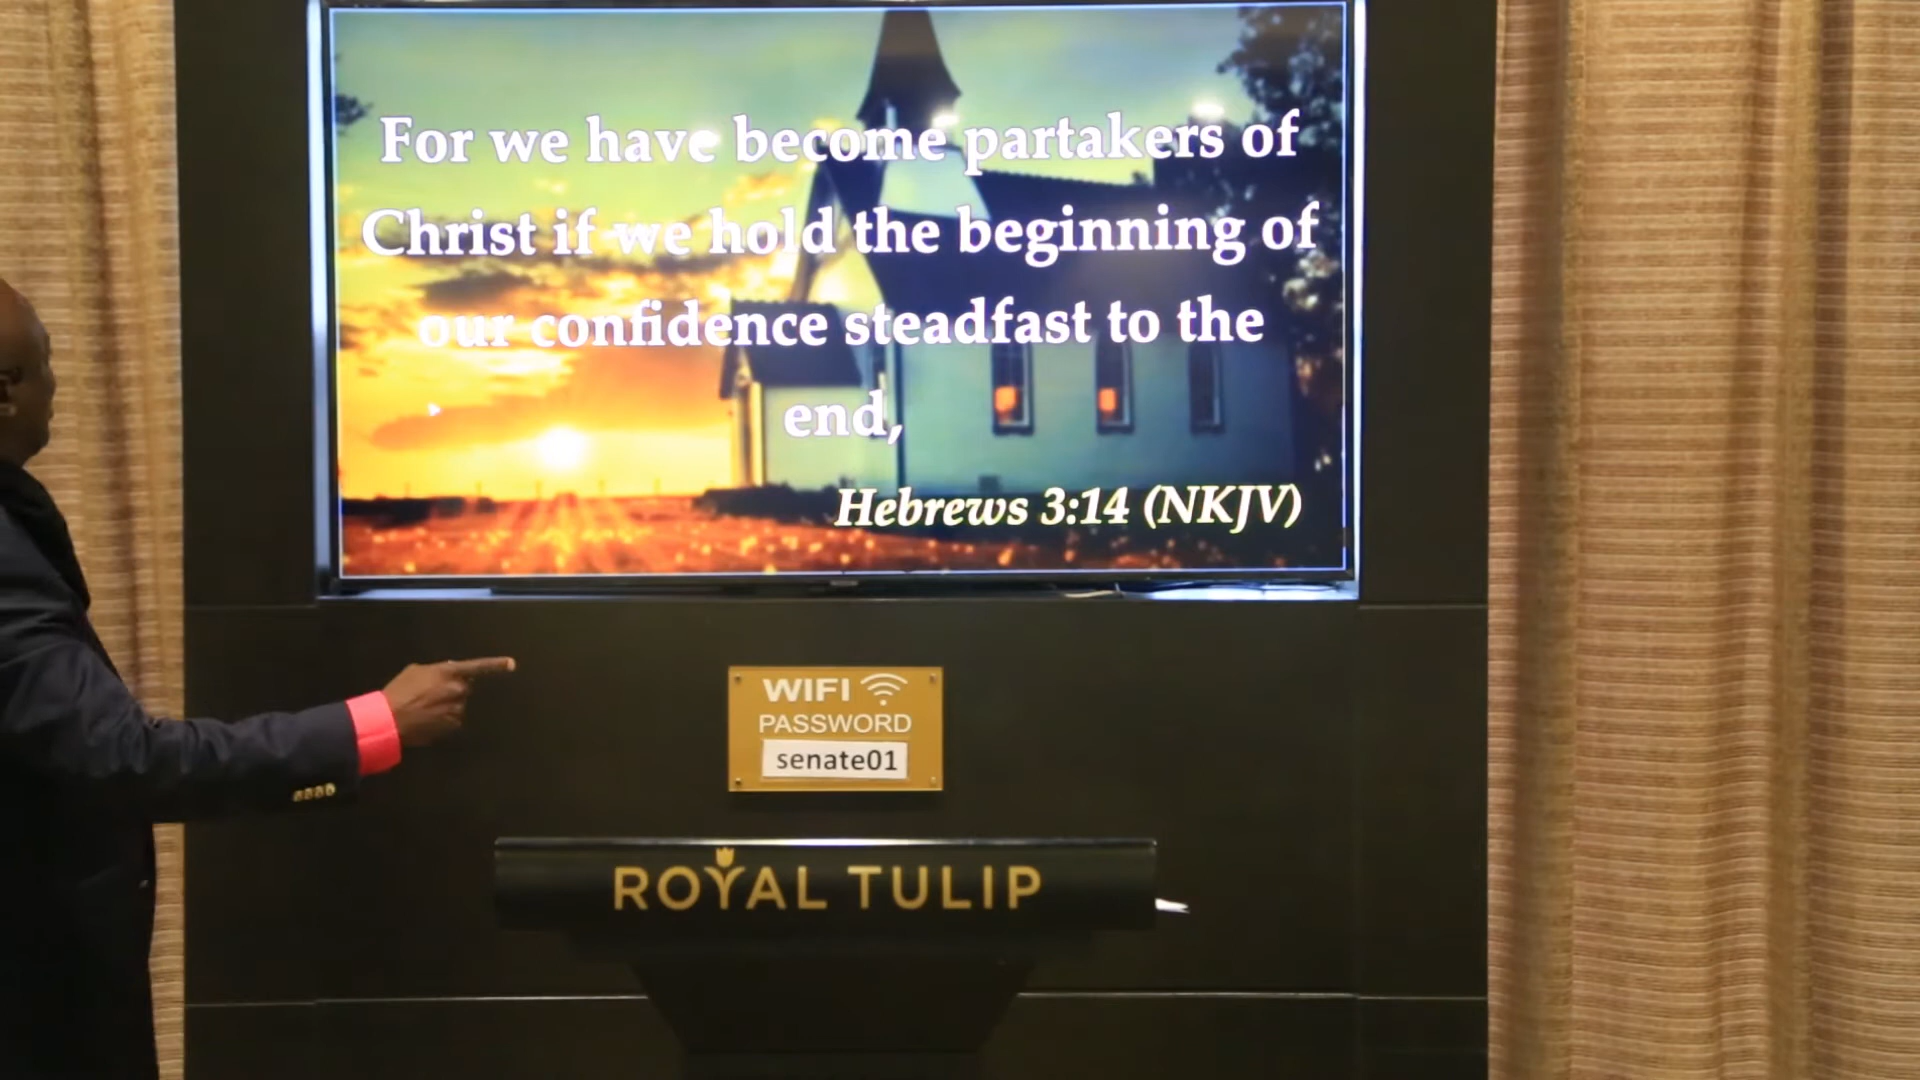 For we have become partakers of
Christ if we hold the beginning of
our confidence steadfast to the
end,
Hebrews 3:14 (NKJV)
WIFI
PASSWORD
senate01
ROYAL TULIP